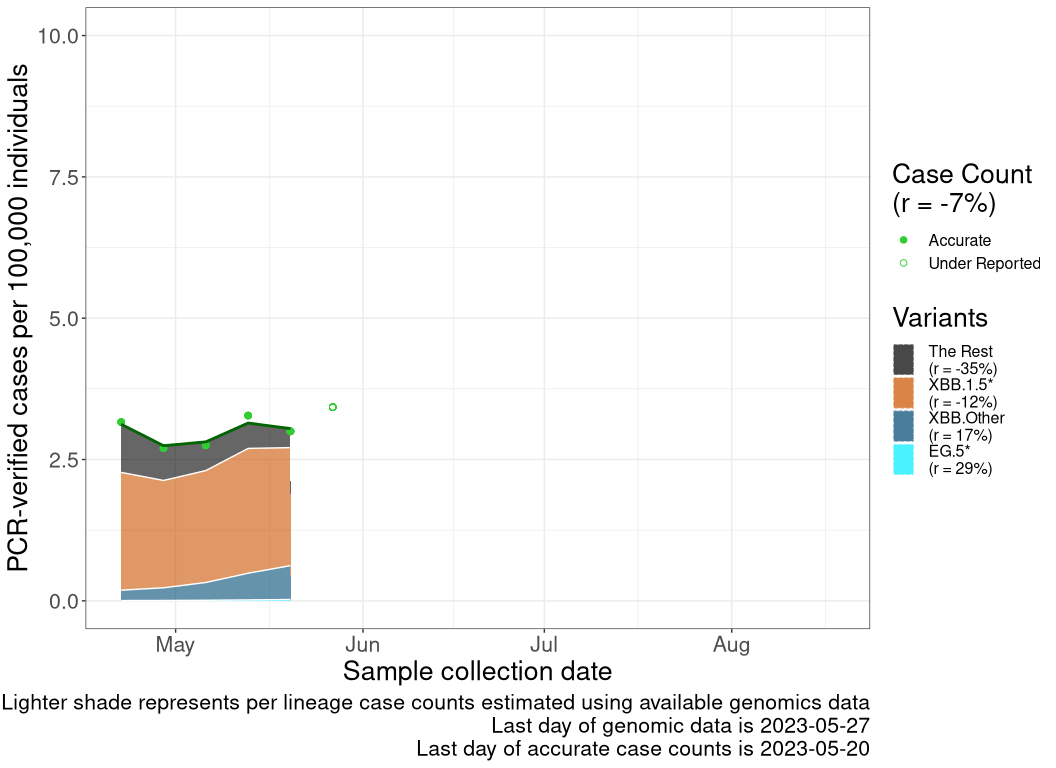 PCR-verified cases per 100,000 individuals
10.0
7.5
5.0
2.5
0.0
May
Jun
Jul
Aug
Sample collection date
Case Count
(r = -7%)
Accurate
Under Reported
Variants
The Rest
(r = -35%)
XBB.1.5*
(r = -12%)
XBB.Other
(r = 17%)
EG.5*
(r = 29%)
Lighter shade represents per lineage case counts estimated using available genomics data
Last day of genomic data is 2023-05-27
Last day of accurate case counts is 2023-05-20